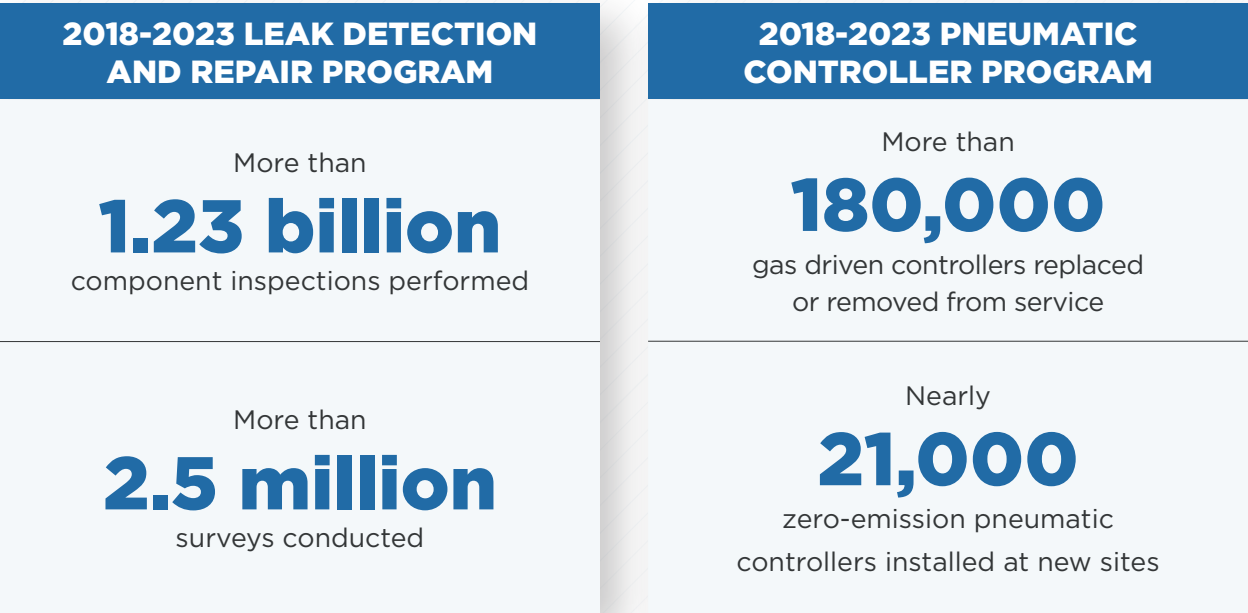 2018-2023 LEAK DETECTION
AND REPAIR PROGRAM
More than
1.23 billion
component inspections performed
More than
2.5 million
surveys conducted
2018-2023 PNEUMATIC
CONTROLLER PROGRAM
More than
180,000
gas driven controllers replaced
or removed from service
Nearly
21,000
zero-emission pneumatic
controllers installed at new sites